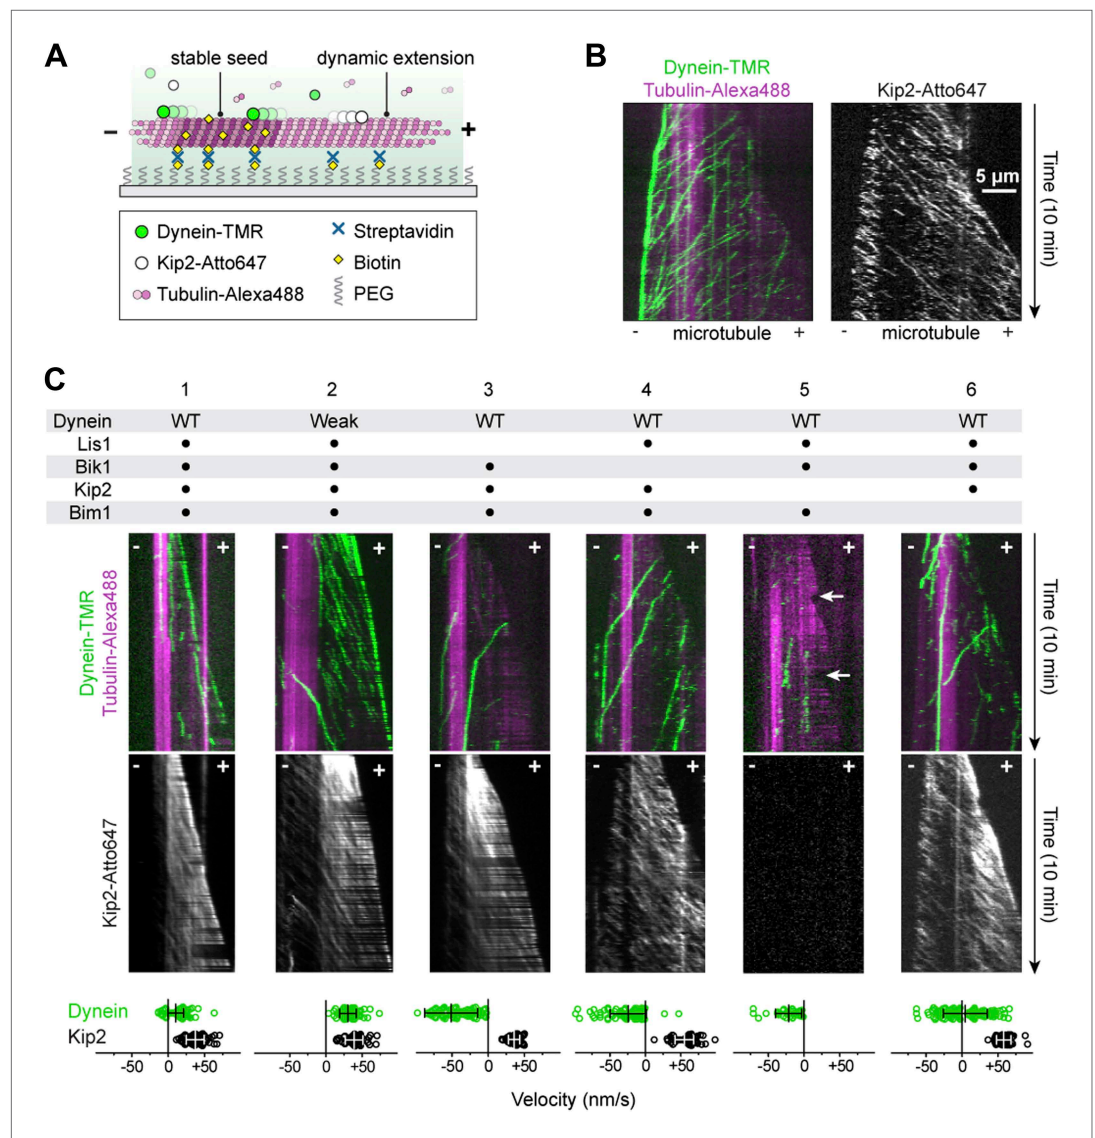 A
stable seed
dynamic extension
−
+
Dynein-TMR
Streptavidin
Kip2-Atto647
Biotin
Tubulin-Alexa488
PEG
B
Dynein-TMR
Tubulin-Alexa488
Kip2-Atto647
5 µm
Time (10 min)
- microtubule +
- microtubule +
C
1 2 3 4 5 6
Dynein WT Weak WT WT WT WT
Lis1 • • • • •
Bik1 • • • • •
Kip2 • • • • •
Bim1 • • • • •
Dynein-TMR
Tubulin-Alexa488
- + - + - + - + - + - +
Time (10 min)
Kip2-Atto647
- + - + - + - + - + - +
Time (10 min)
Dynein
Kip2
-50 0 +50 -50 0 +50 -50 0 +50 -50 0 +50 -50 0 +50 -50 0 +50
Velocity (nm/s)